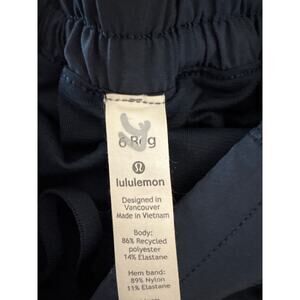 6 Reg
lululemon
Designed in
Vancouver
Made in Vietnam
Body:
86% Recycled
polyester
14% Elastane
Hem band:
89% Nylon
11% Elastane